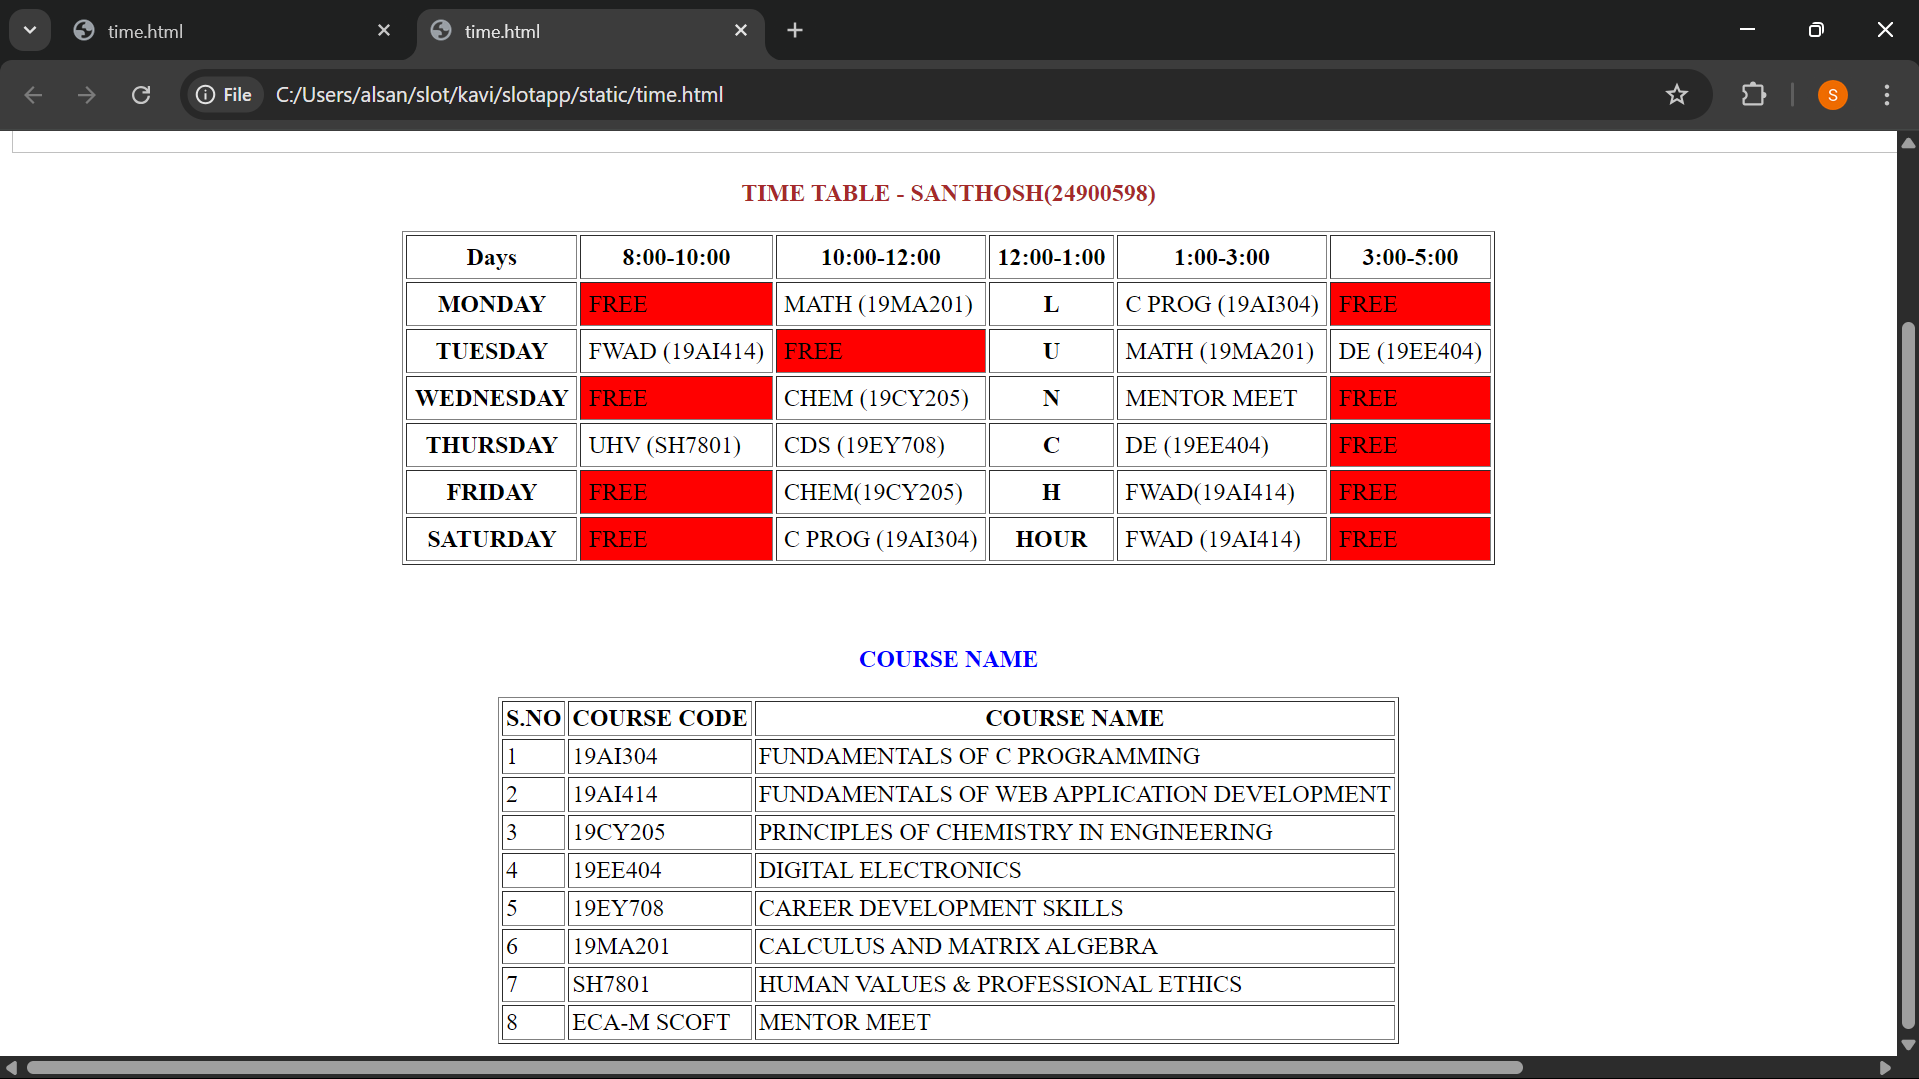 time.html
time.html
File C:/Users/alsan/slot/kavi/slotapp/static/time.html
S
TIME TABLE - SANTHOSH(24900598)
Days 8:00-10:00 10:00-12:00 12:00-1:00 1:00-3:00 3:00-5:00
MONDAY FREE MATH (19MA201) L C PROG (19AI304) FREE
TUESDAY FWAD (19AI414) FREE U MATH (19MA201) DE (19EE404)
WEDNESDAY FREE CHEM (19CY205) N MENTOR MEET FREE
THURSDAY UHV (SH7801) CDS (19EY708) C DE (19EE404) FREE
FRIDAY FREE CHEM(19CY205) H FWAD(19AI414) FREE
SATURDAY FREE C PROG (19AI304) HOUR FWAD (19AI414) FREE
COURSE NAME
S.NO COURSE CODE COURSE NAME
1 19AI304 FUNDAMENTALS OF C PROGRAMMING
2 19AI414 FUNDAMENTALS OF WEB APPLICATION DEVELOPMENT
3 19CY205 PRINCIPLES OF CHEMISTRY IN ENGINEERING
4 19EE404 DIGITAL ELECTRONICS
5 19EY708 CAREER DEVELOPMENT SKILLS
6 19MA201 CALCULUS AND MATRIX ALGEBRA
7 SH7801 HUMAN VALUES & PROFESSIONAL ETHICS
8 ECA-M SCOFT MENTOR MEET